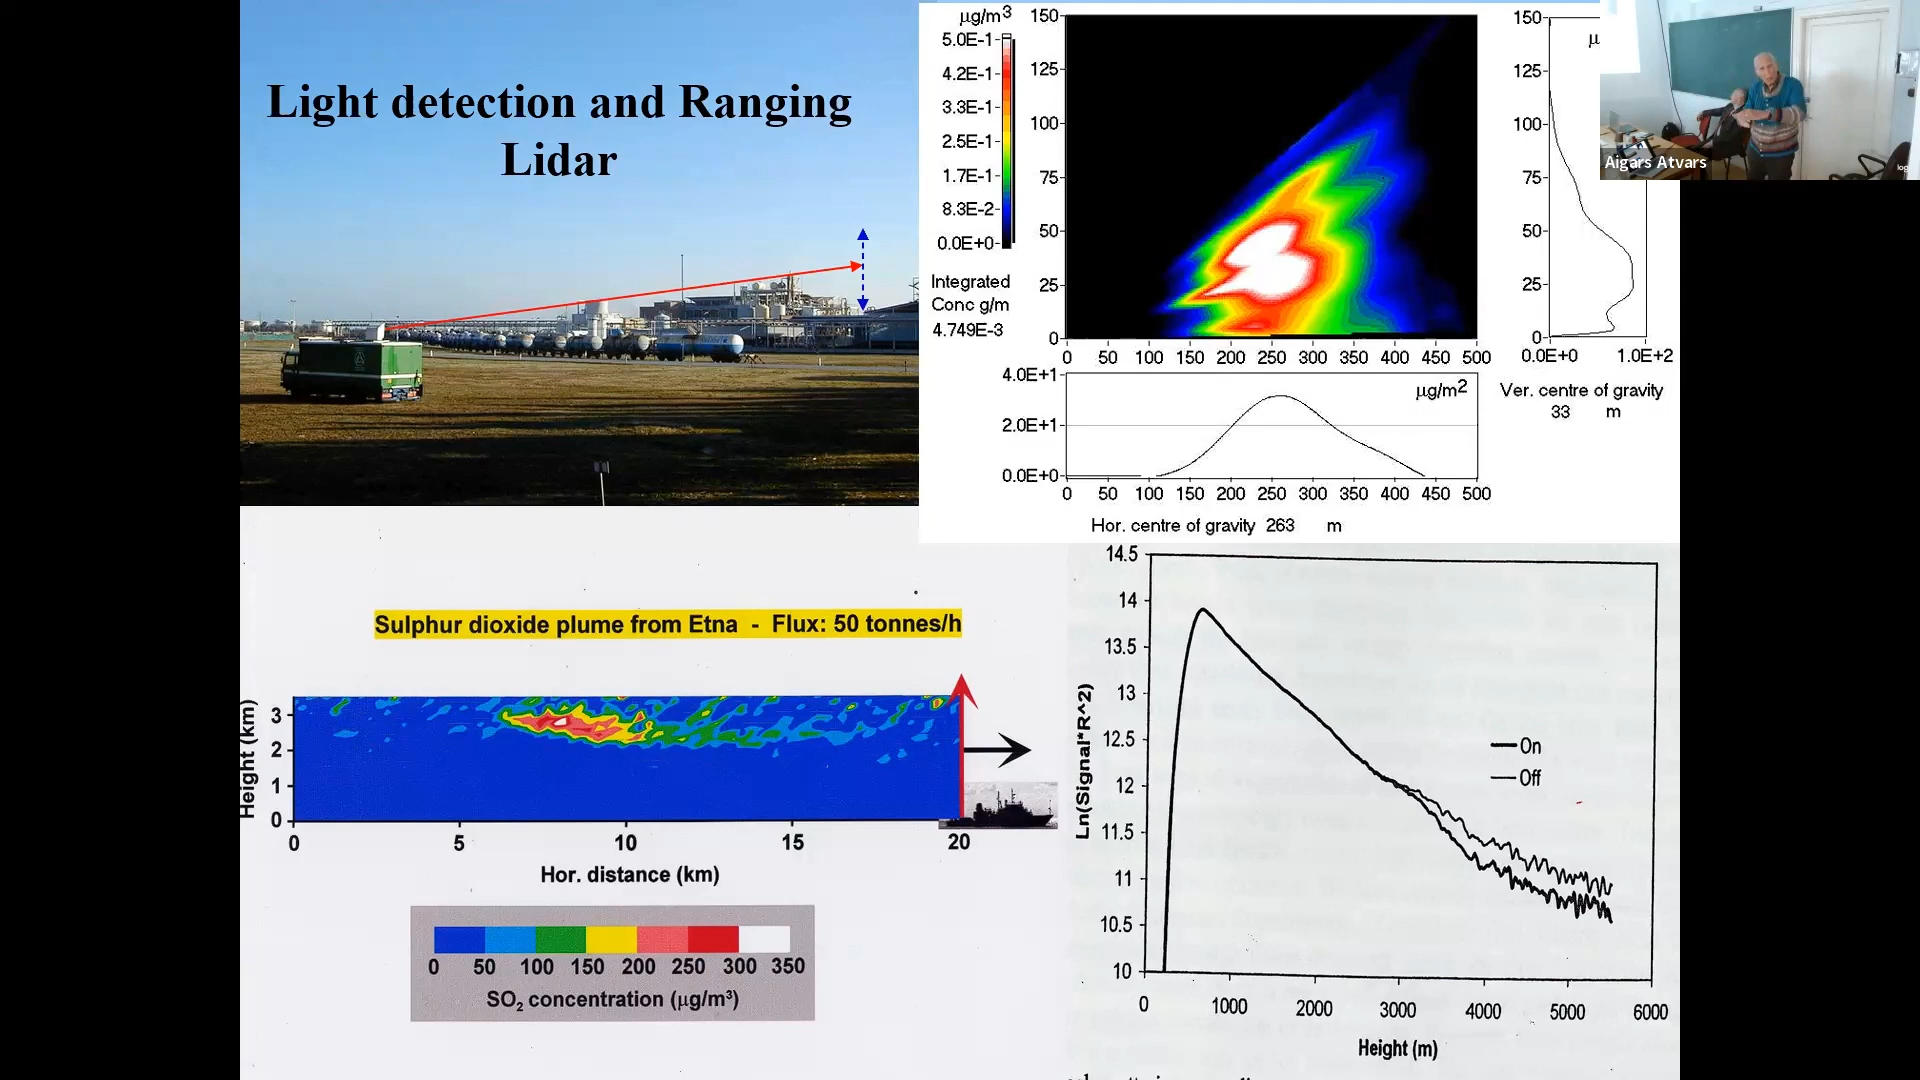 Light detection and Ranging
Lidar
μg/m3
5.0E-1
4.2E-1
3.3E-1
2.5E-1
1.7E-1
8.3E-2
0.0E+0
Integrated
Conc g/m
4.749E-3
150
125
100
75
50
25
0
0 50 100 150 200 250 300 350 400 450 500
4.0E+1
2.0E+1
0.0E+0
μg/m2
0 50 100 150 200 250 300 350 400 450 500
Hor. centre of gravity 263 m
150
125
100
75
50
25
0
μ
0.0E+0 1.0E+2
Ver. centre of gravity
33 m
Aigars Atvars
Sulphur dioxide plume from Etna - Flux: 50 tonnes/h
Height (km)
3
2
1
0
0 5 10 15 20
Hor. distance (km)
0 50 100 150 200 250 300 350
SO2 concentration (μg/m3)
Ln(Signal*R^2)
14.5
14
13.5
13
12.5
12
11.5
11
10.5
10
On
Off
0 1000 2000 3000 4000 5000 6000
Height (m)